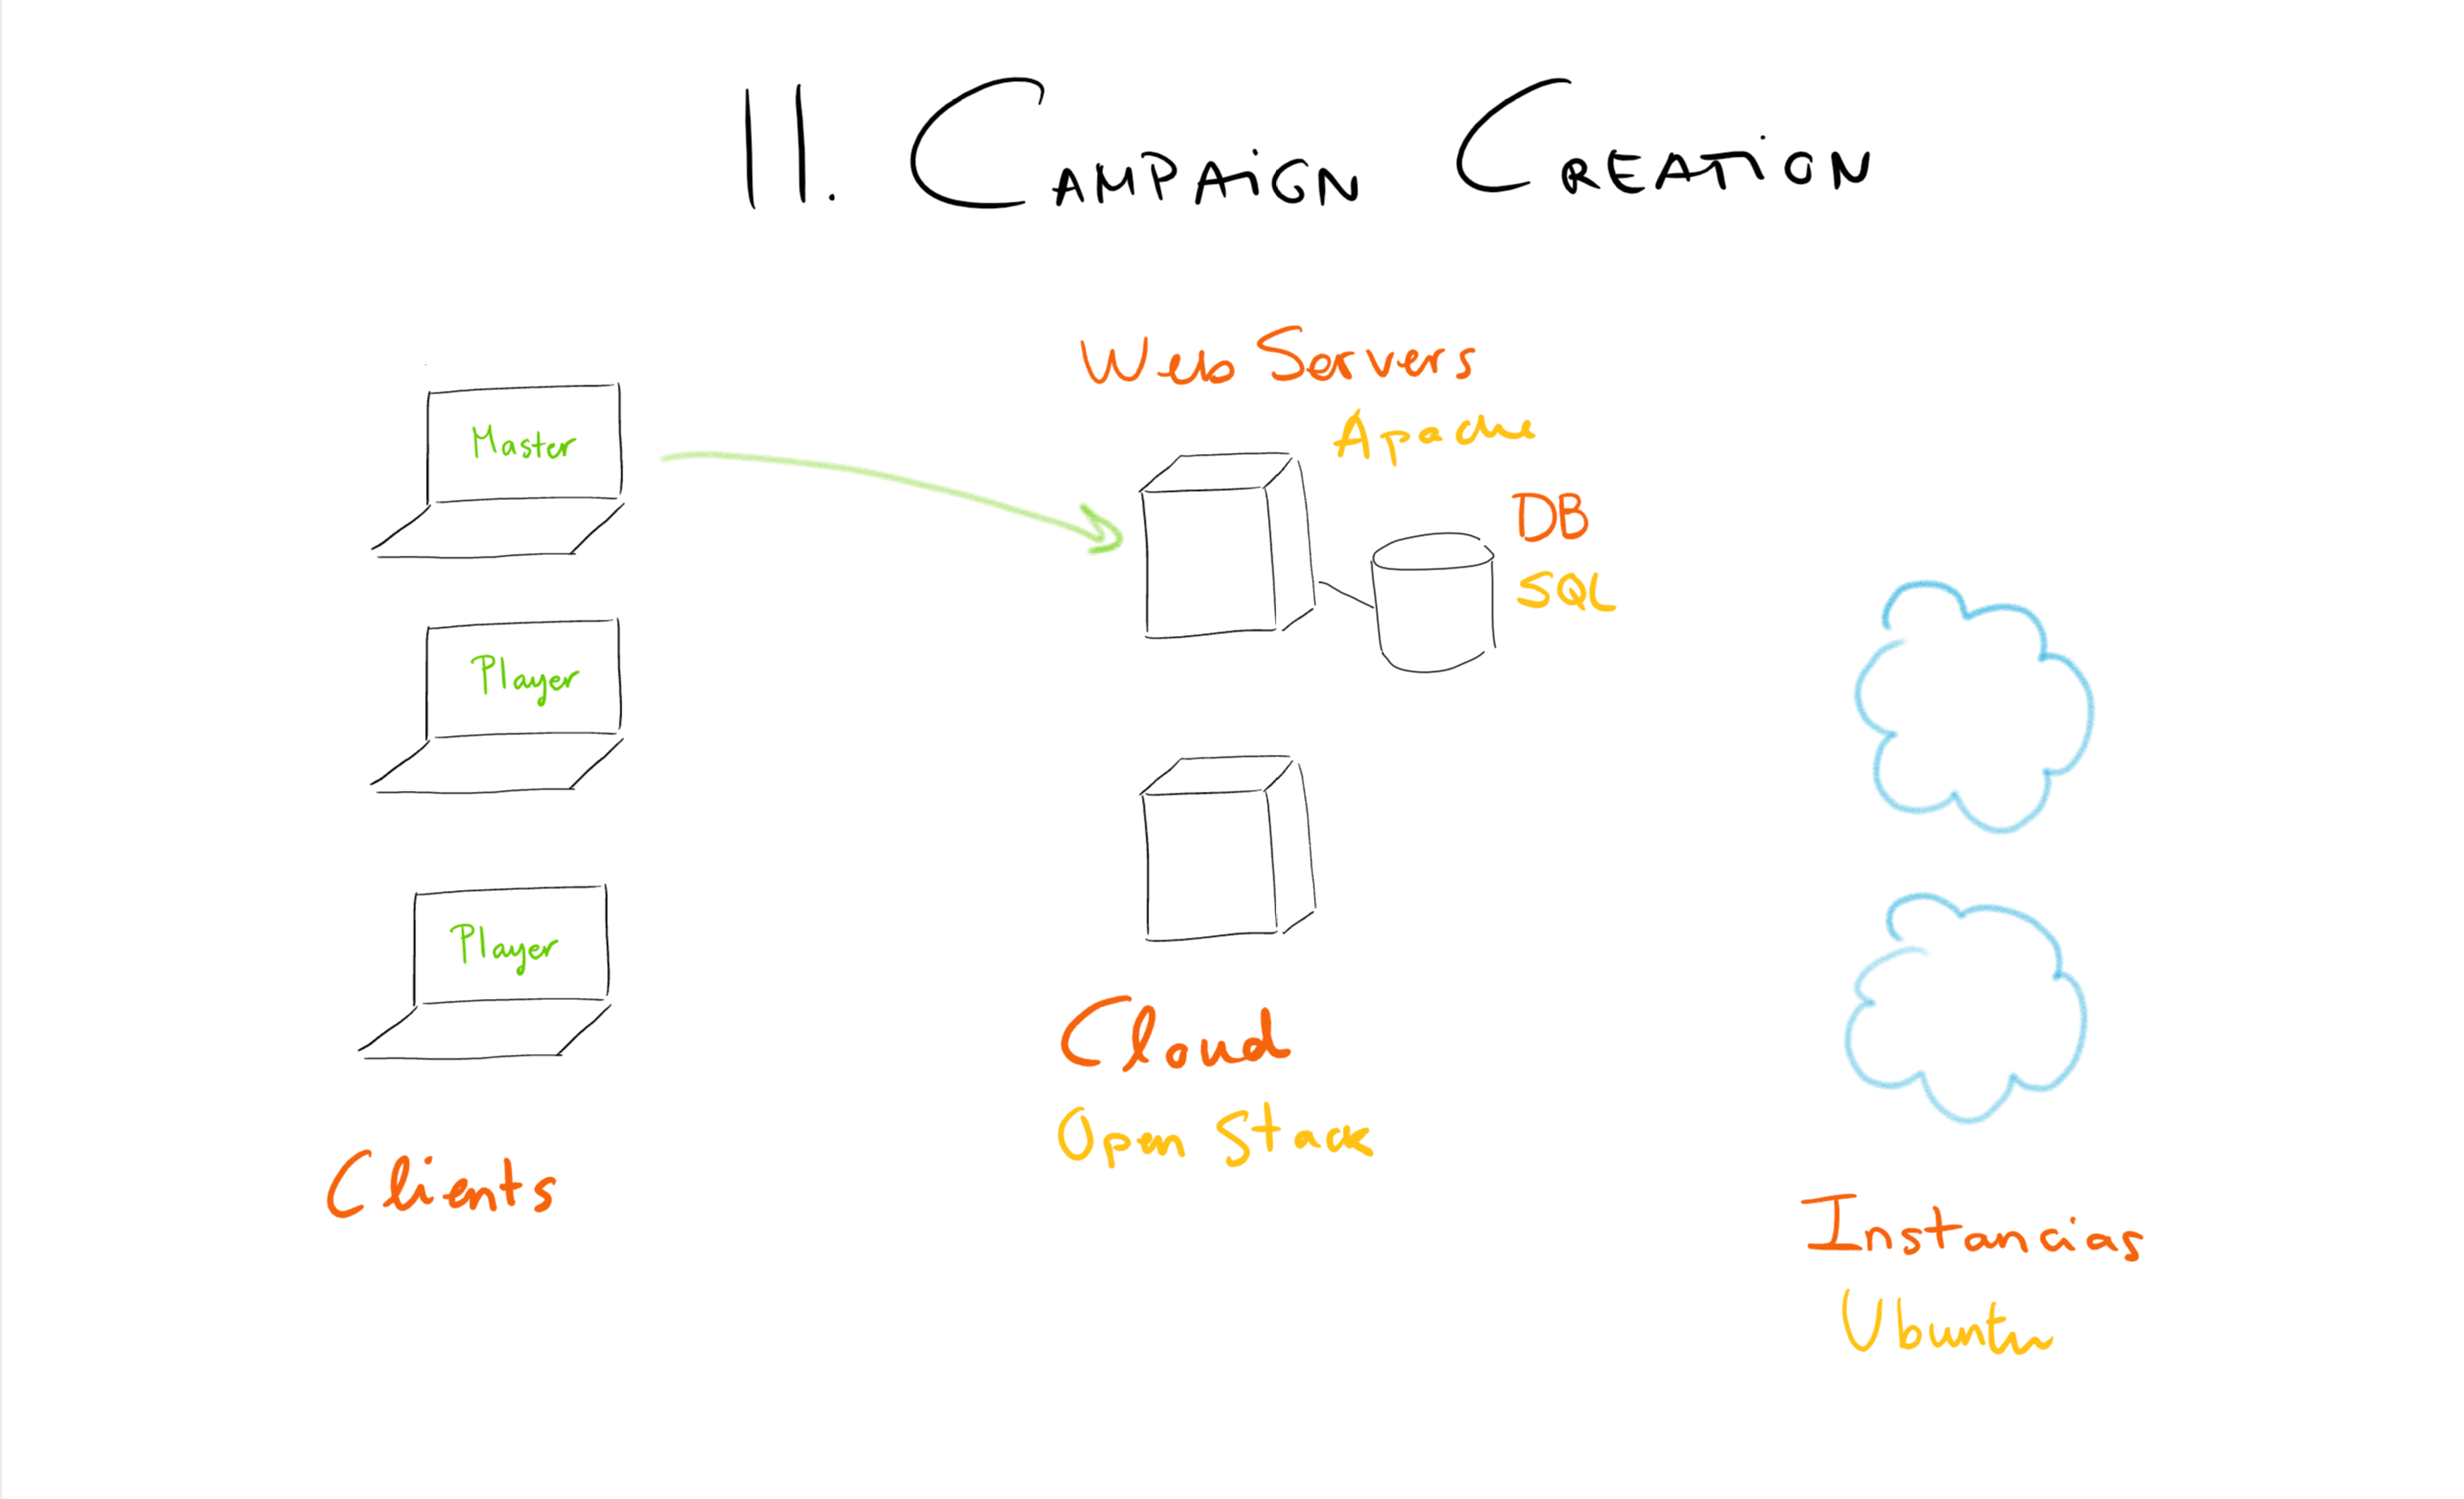 II. CAMPAIGN CREATION
Web Servers
Apache
DB
SQL
Master
Player
Player
Clients
Cloud
Open Stack
Instancias
Ubuntu